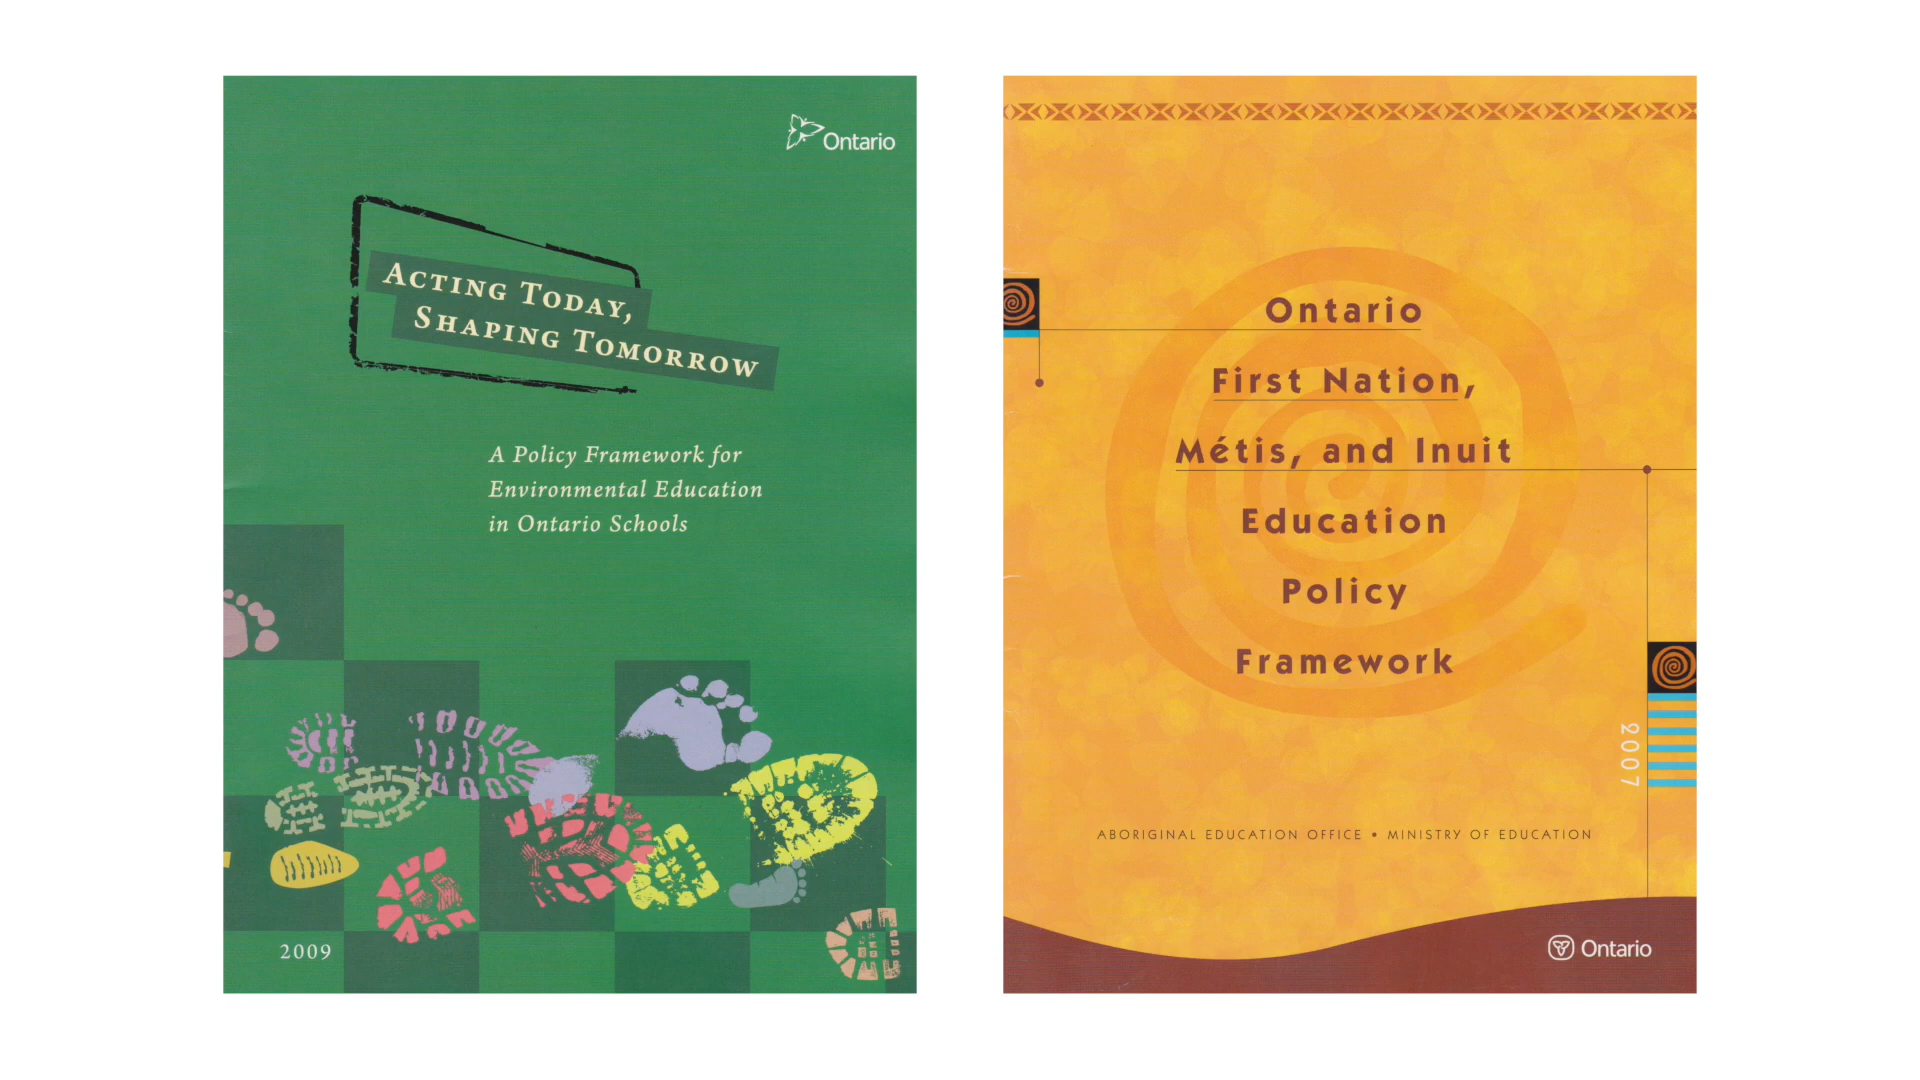 Ontario
ACTING TODAY,
SHAPING TOMORROW
A Policy Framework for
Environmental Education
in Ontario Schools
2009
Ontario
First Nation,
Métis, and Inuit
Education
Policy
Framework
2007
ABORIGINAL EDUCATION OFFICE • MINISTRY OF EDUCATION
Ontario